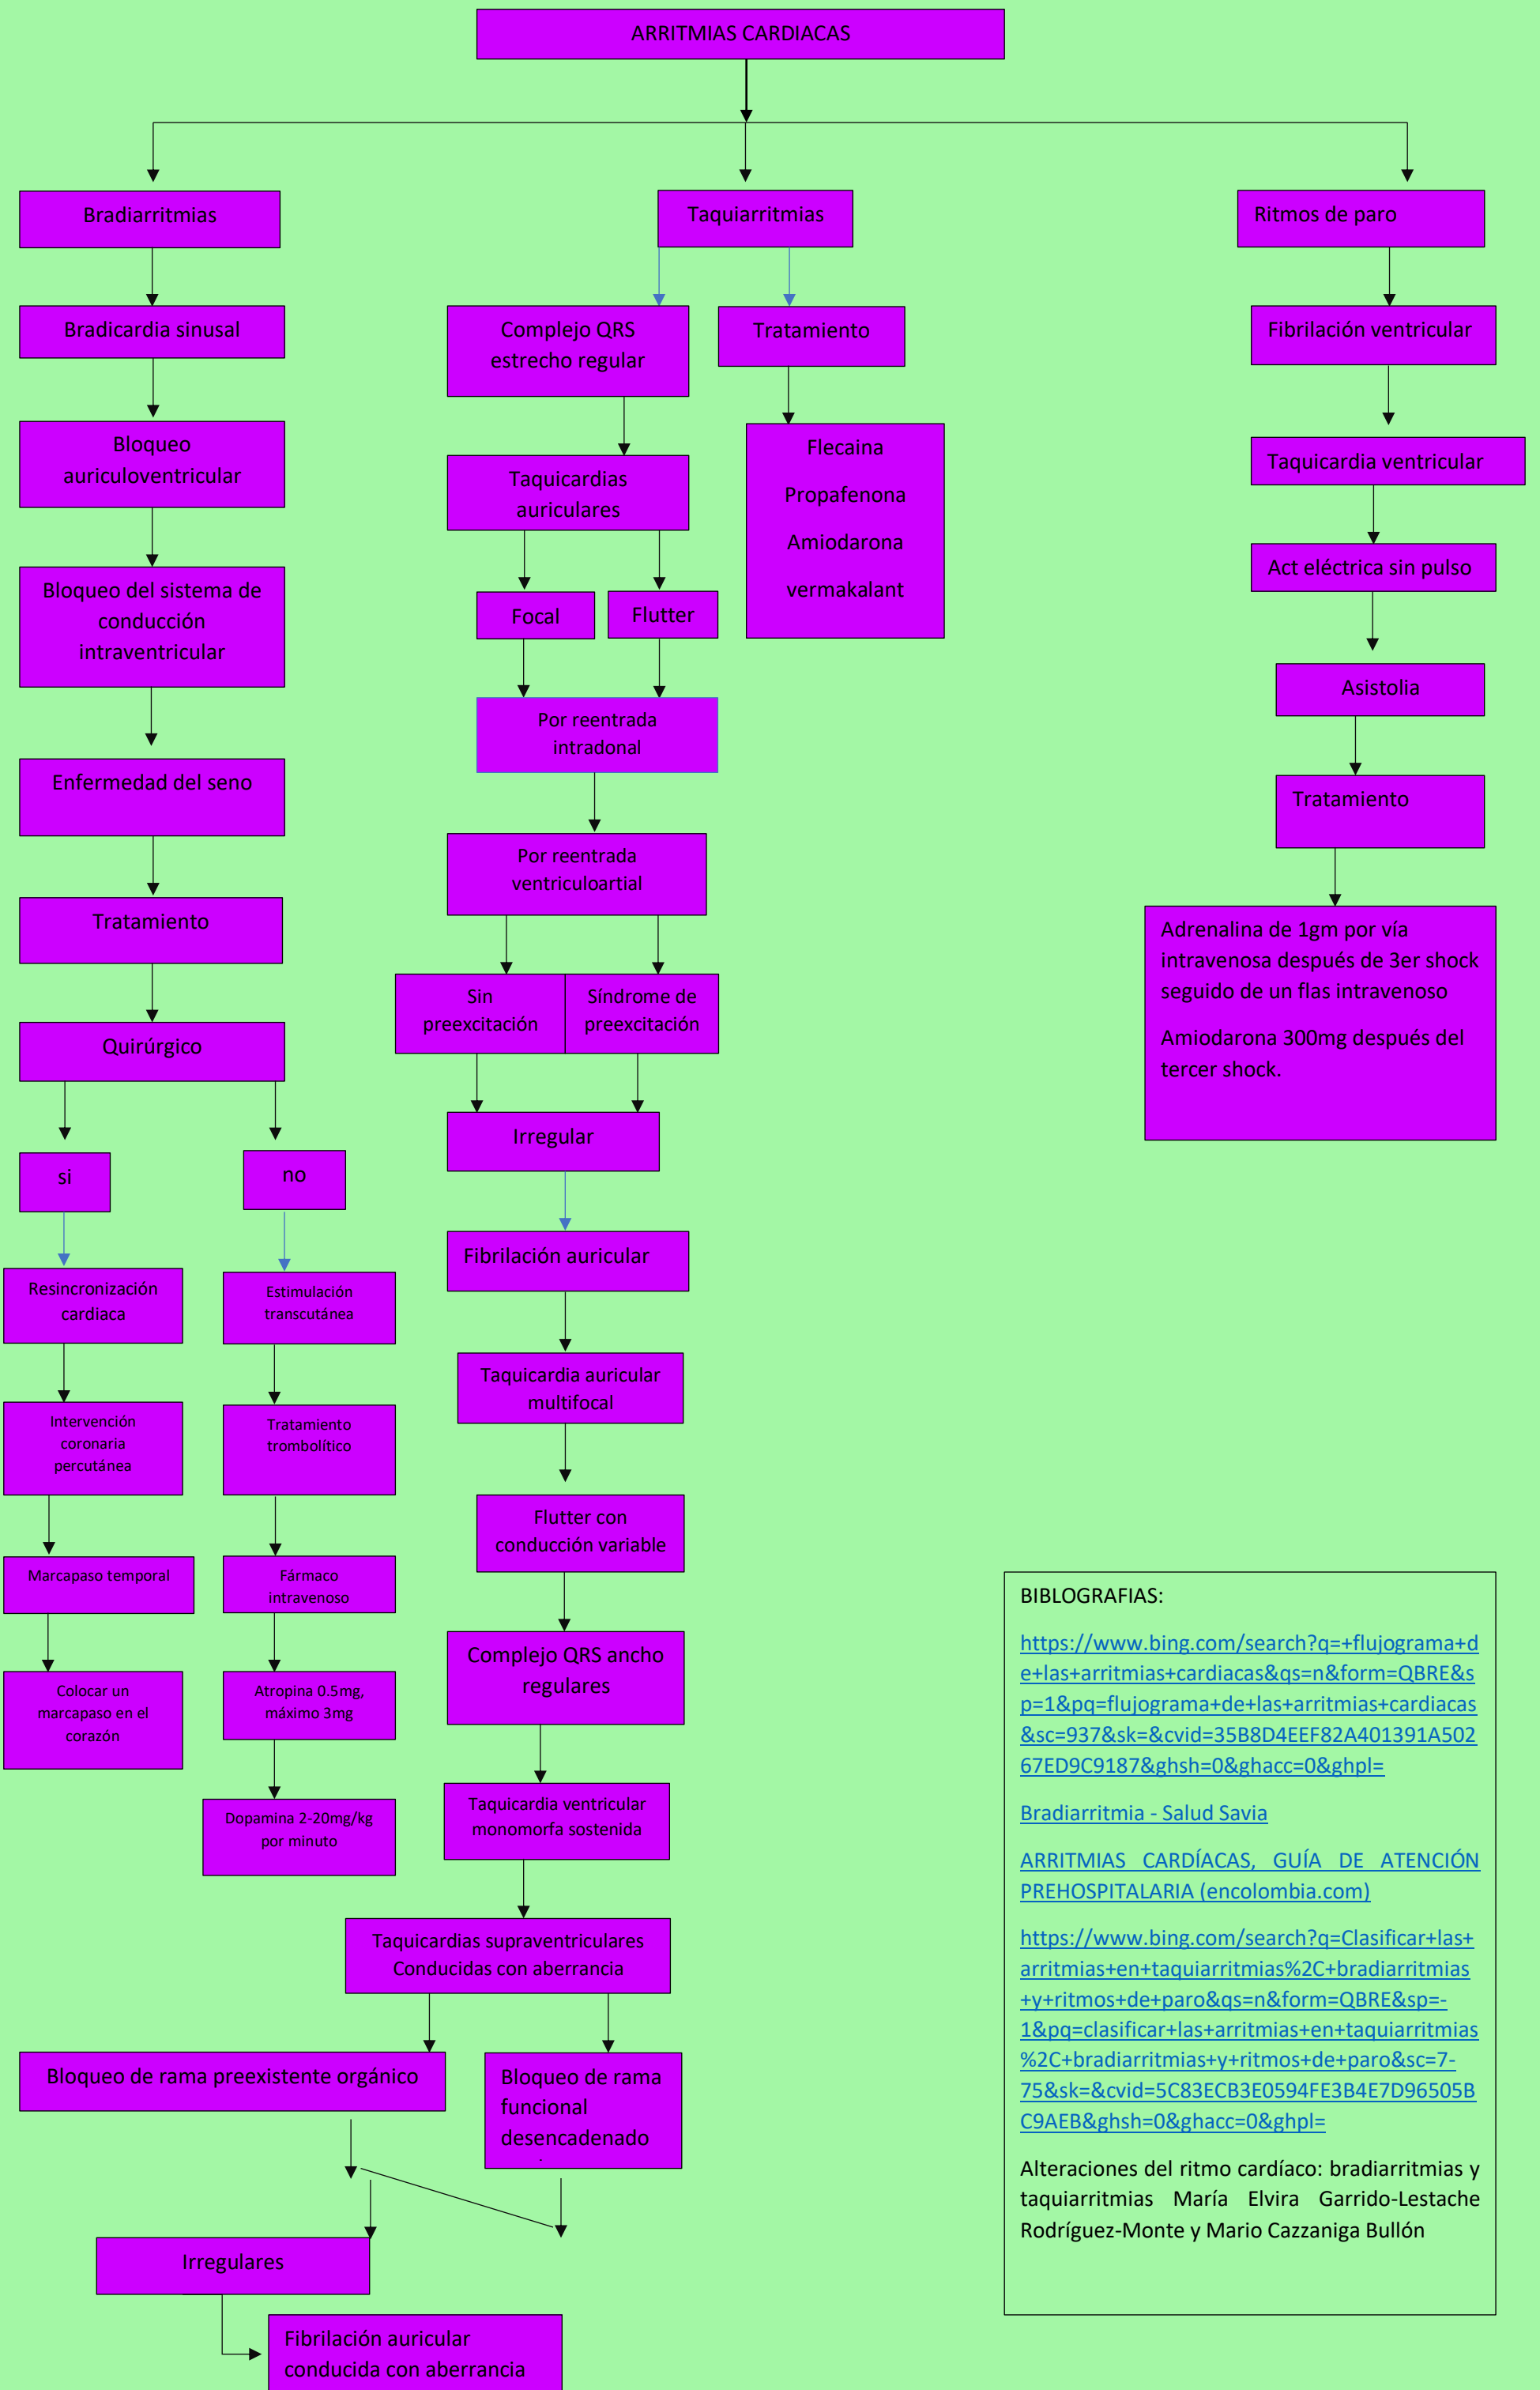 ARRITMIAS CARDIACAS
Bradiarritmias
Bradicardia sinusal
Bloqueo
auriculoventricular
Bloqueo del sistema de
conducción
intraventricular
Enfermedad del seno
Tratamiento
Quirúrgico
si
no
Resincronización
cardiaca
Intervención
coronaria
percutánea
Marcapaso temporal
Colocar un
marcapaso en el
corazón
Estimulación
transcutánea
Tratamiento
trombolítico
Fármaco
intravenoso
Atropina 0.5mg,
máximo 3mg
Dopamina 2-20mg/kg
por minuto
Taquiarritmias
Complejo QRS
estrecho regular
Tratamiento
Flecaina
Propafenona
Amiodarona
vermakalant
Taquicardias
auriculares
Focal
Flutter
Por reentrada
intradonal
Por reentrada
ventriculoartial
Sin
preexcitación
Síndrome de
preexcitación
Irregular
Fibrilación auricular
Taquicardia auricular
multifocal
Flutter con
conducción variable
Complejo QRS ancho
regulares
Taquicardia ventricular
monomorfa sostenida
Taquicardias supraventriculares
Conducidas con aberrancia
Bloqueo de rama preexistente orgánico
Bloqueo de rama
funcional
desencadenado
Irregulares
Fibrilación auricular
conducida con aberrancia
Ritmos de paro
Fibrilación ventricular
Taquicardia ventricular
Act eléctrica sin pulso
Asistolia
Tratamiento
Adrenalina de 1gm por vía
intravenosa después de 3er shock
seguido de un flas intravenoso
Amiodarona 300mg después del
tercer shock.
BIBLOGRAFIAS:
https://www.bing.com/search?q=+flujograma+d
e+las+arritmias+cardiacas&qs=n&form=QBRE&s
p=1&pq=flujograma+de+las+arritmias+cardiacas
&sc=937&sk=&cvid=35B8D4EEF82A401391A502
67ED9C9187&ghsh=0&ghacc=0&ghpl=
Bradiarritmia - Salud Savia
ARRITMIAS CARDÍACAS, GUÍA DE ATENCIÓN
PREHOSPITALARIA (encolombia.com)
https://www.bing.com/search?q=Clasificar+las+
arritmias+en+taquiarritmias%2C+bradiarritmias
+y+ritmos+de+paro&qs=n&form=QBRE&sp=-
1&pq=clasificar+las+arritmias+en+taquiarritmias
%2C+bradiarritmias+y+ritmos+de+paro&sc=7-
75&sk=&cvid=5C83ECB3E0594FE3B4E7D96505B
C9AEB&ghsh=0&ghacc=0&ghpl=
Alteraciones del ritmo cardíaco: bradiarritmias y
taquiarritmias María Elvira Garrido-Lestache
Rodríguez-Monte y Mario Cazzaniga Bullón